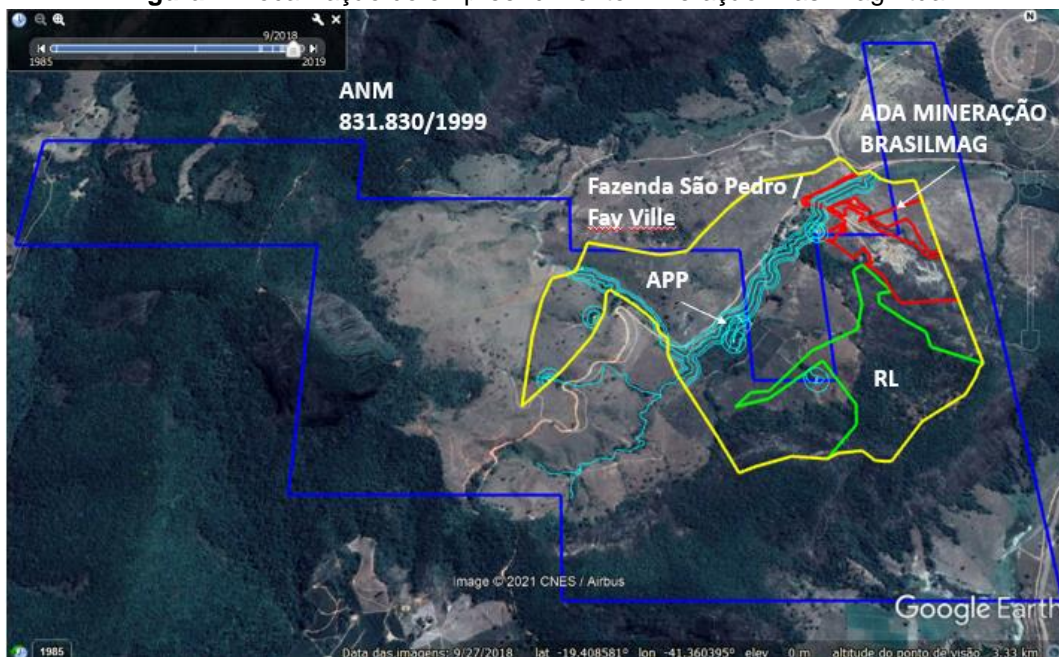 9/2018
1985
2019
ANM
831.830/1999
ADA MINERAÇÃO
BRASILMAG
Fazenda São Pedro /
Fay Ville
APP
RL
N
Image © 2021 CNES / Airbus
Google Earth
1985
Data das imagens: 9/27/2018 lat -19.408581° lon -41.360395° elev 0 m altitude do ponto de visão 3.33 km